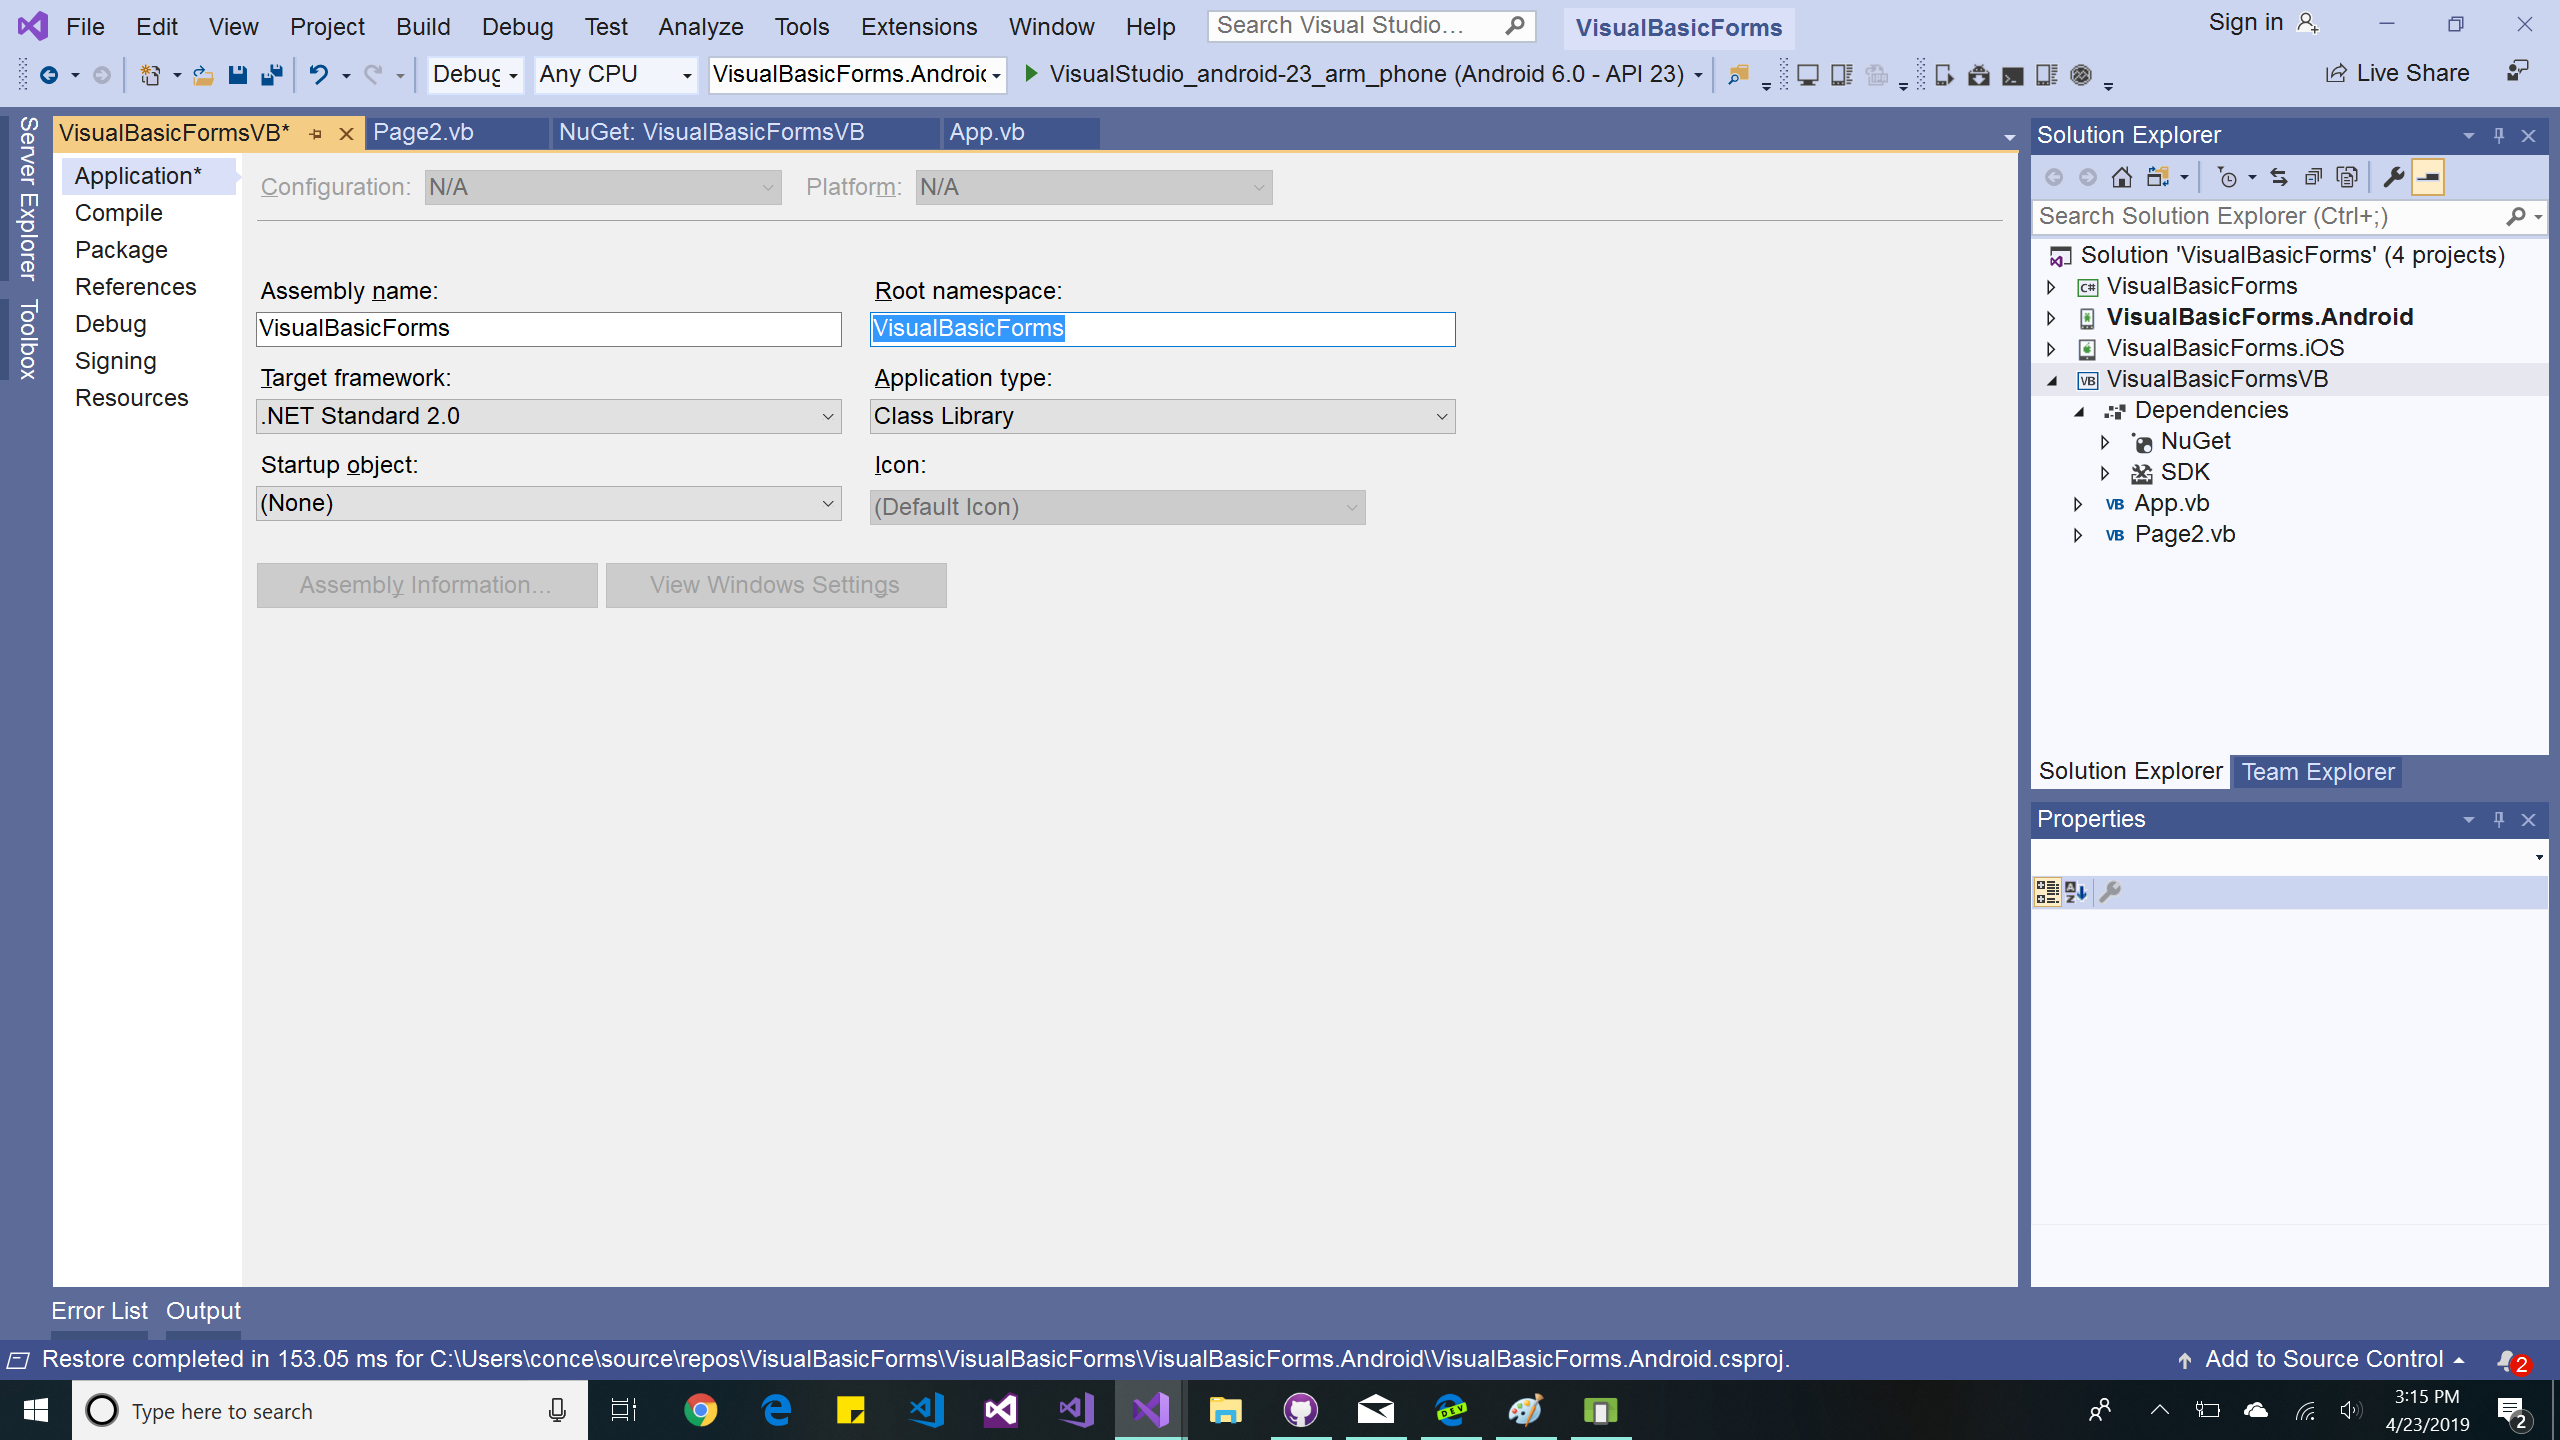 File Edit View Project Build Debug Test Analyze Tools Extensions Window Help Search Visual Studio... VisualBasicForms Sign in
Debug Any CPU VisualBasicForms.Android VisualStudio_android-23_arm_phone (Android 6.0 - API 23) Live Share
Server Explorer
Toolbox
VisualBasicFormsVB* Page2.vb NuGet: VisualBasicFormsVB App.vb
Application*
Compile
Package
References
Debug
Signing
Resources
Configuration: N/A Platform: N/A
Assembly name: Root namespace:
VisualBasicForms VisualBasicForms
Target framework: Application type:
.NET Standard 2.0 Class Library
Startup object: Icon:
(None) (Default Icon)
Assembly Information... View Windows Settings
Solution Explorer
Search Solution Explorer (Ctrl+;)
Solution 'VisualBasicForms' (4 projects)
C# VisualBasicForms
VisualBasicForms.Android
VisualBasicForms.iOS
VB VisualBasicFormsVB
Dependencies
NuGet
SDK
VB App.vb
VB Page2.vb
Solution Explorer Team Explorer
Properties
Error List Output
Restore completed in 153.05 ms for C:\Users\conce\source\repos\VisualBasicForms\VisualBasicForms\VisualBasicForms.Android\VisualBasicForms.Android.csproj.
Add to Source Control 2
Type here to search
DEV
3:15 PM
4/23/2019
2